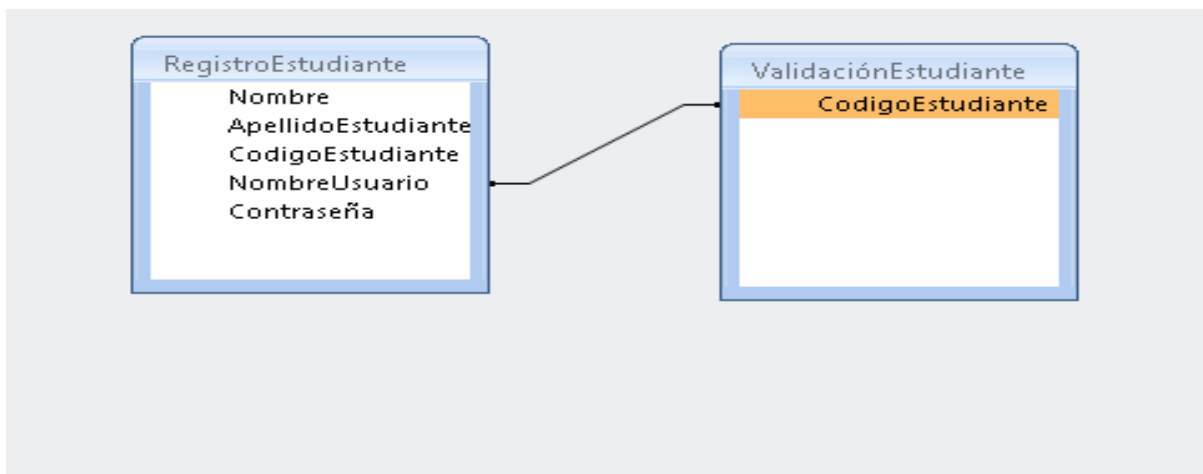 RegistroEstudiante
Nombre
ApellidoEstudiante
CodigoEstudiante
NombreUsuario
Contraseña
ValidaciónEstudiante
CodigoEstudiante